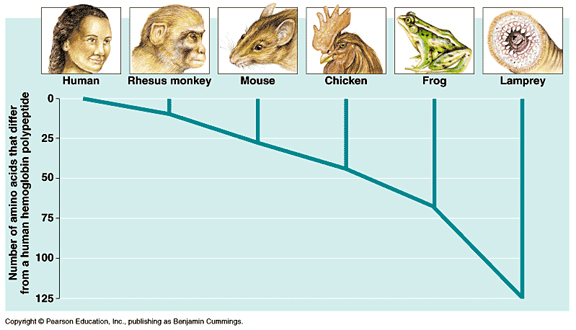 Human Rhesus monkey Mouse Chicken Frog Lamprey
Number of amino acids that differ
from a human hemoglobin polypeptide
0
25
50
75
100
125
Copyright © Pearson Education, Inc., publishing as Benjamin Cummings.